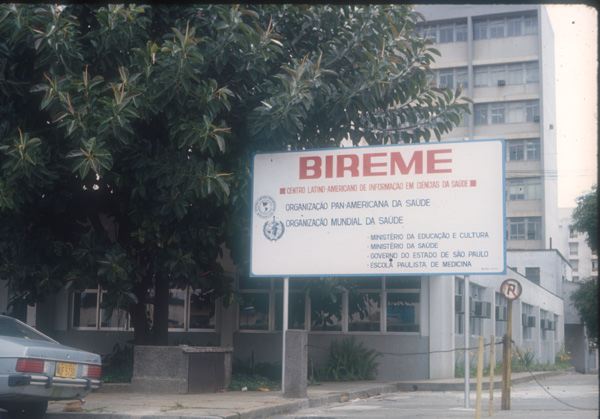 BIREME
CENTRO LATINO-AMERICANO DE INFORMAÇÃO EM CIÊNCIAS DA SAÚDE
ORGANIZAÇÃO PAN-AMERICANA DA SAÚDE
ORGANIZAÇÃO MUNDIAL DA SAÚDE
- MINISTÉRIO DA EDUCAÇÃO E CULTURA
- MINISTÉRIO DA SAÚDE
- GOVERNO DO ESTADO DE SÃO PAULO
- ESCOLA PAULISTA DE MEDICINA